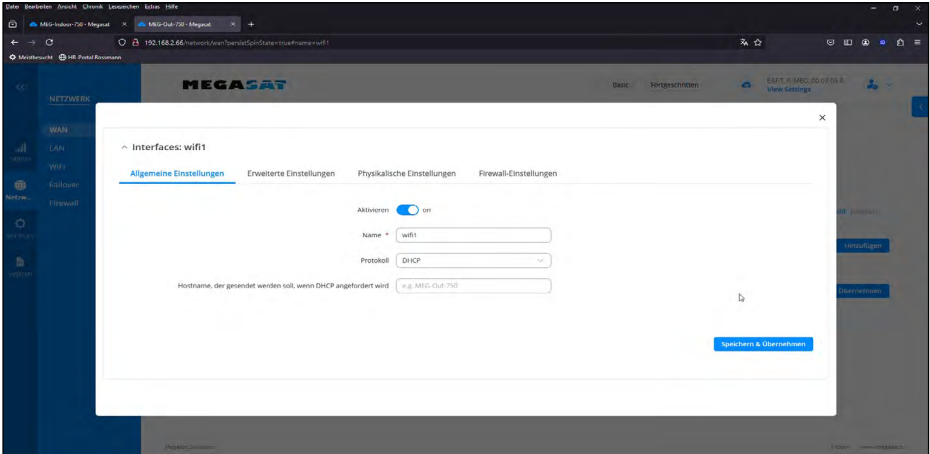 Datei Bearbeiten Ansicht Chronik Lesezeichen Extras Hilfe
MEG-Indoor-750 - Megasat
MEG-Out-750 - Megasat
192.168.2.66/network/wan?persistSpinState=true#name=wifi1
Meistbesucht HR Portal Rossmann
MEGASAT
Basic Fortgeschritten
View Settings
NETZWERK
WAN
LAN
WIFI
Failover
Firewall
Netzw...
Interfaces: wifi1
Allgemeine Einstellungen Erweiterte Einstellungen Physikalische Einstellungen Firewall-Einstellungen
Aktivieren on
Name * wifi1
Protokoll DHCP
Hostname, der gesendet werden soll, wenn DHCP angefordert wird e.g. MEG-Out-750
Speichern & Übernehmen
Hinzufügen
Übernehmen